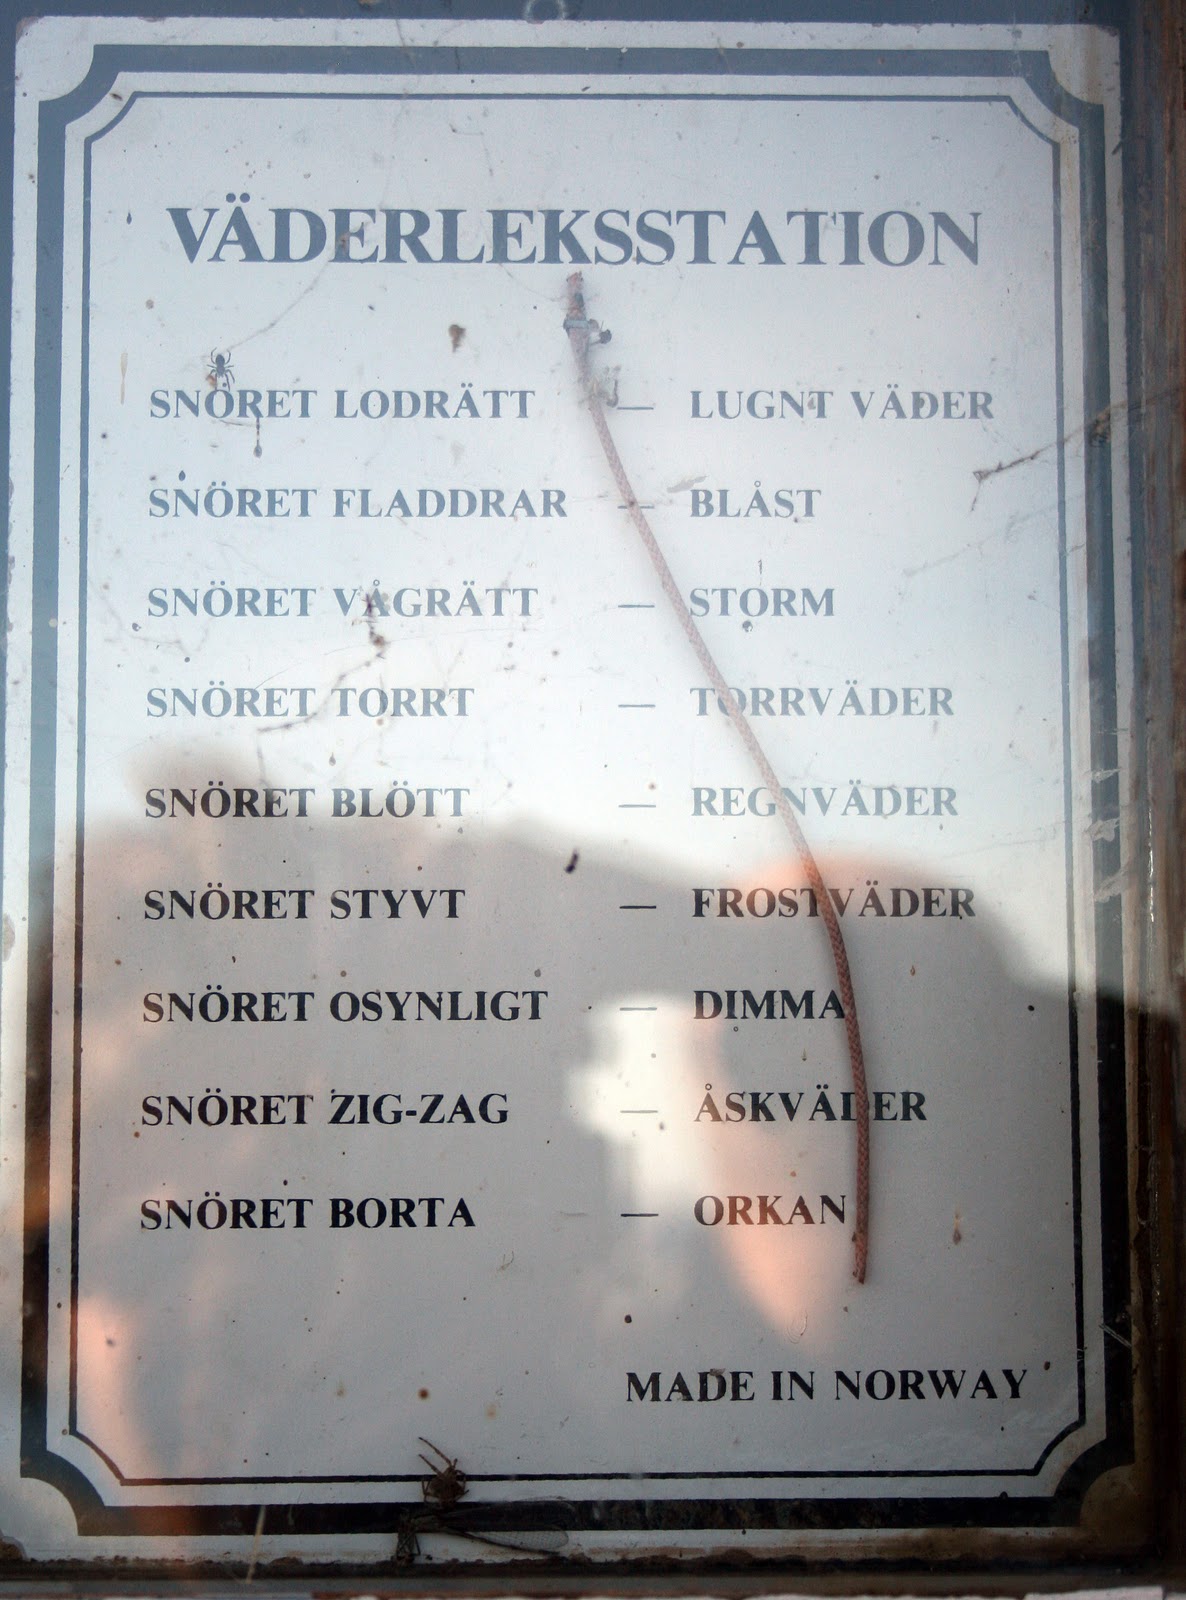 VÄDERLEKSSTATION
SNÖRET LODRÄTT — LUGNT VÄDER
SNÖRET FLADDRAR — BLÅST
SNÖRET VÅGRÄTT — STORM
SNÖRET TORRT — TORRVÄDER
SNÖRET BLÖTT — REGNVÄDER
SNÖRET STYVT — FROSTVÄDER
SNÖRET OSYNLIGT — DIMMA
SNÖRET ZIG-ZAG — ÅSKVÄDER
SNÖRET BORTA — ORKAN
MADE IN NORWAY